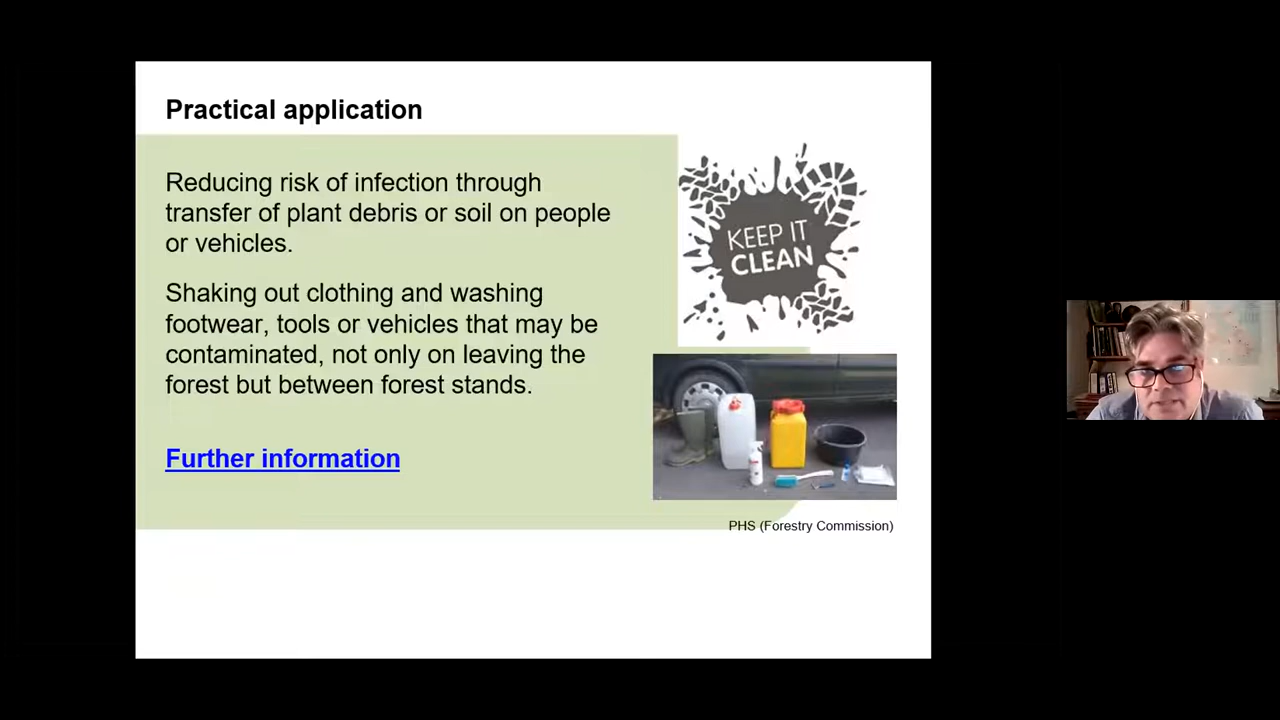 Practical application
Reducing risk of infection through
transfer of plant debris or soil on people
or vehicles.
Shaking out clothing and washing
footwear, tools or vehicles that may be
contaminated, not only on leaving the
forest but between forest stands.
Further information
KEEP IT
CLEAN
PHS (Forestry Commission)